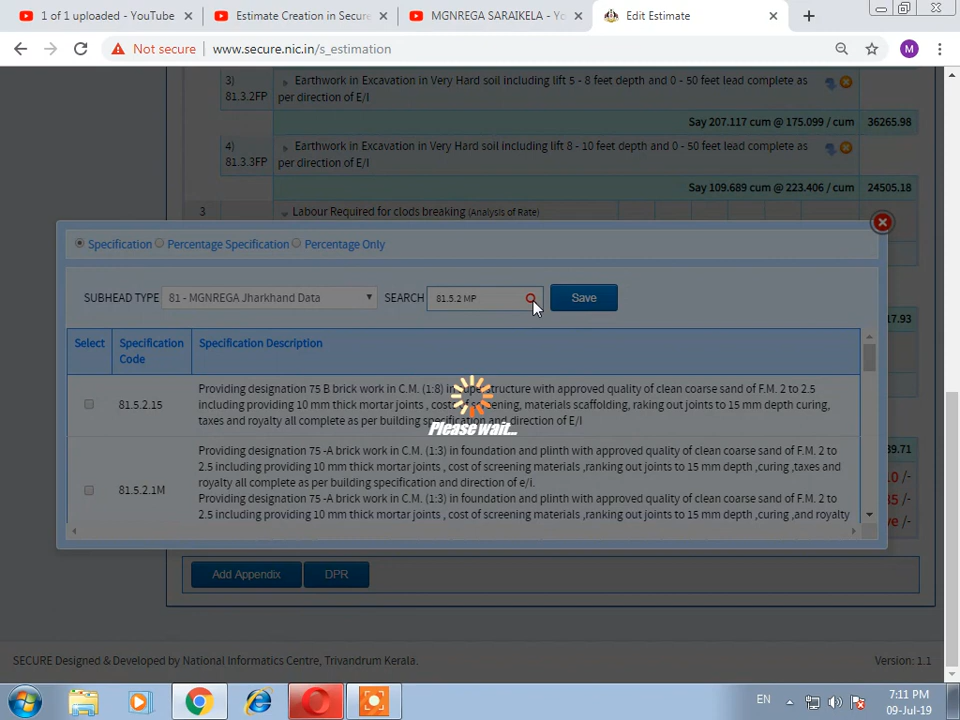 1 of 1 uploaded - YouTube
Estimate Creation in Secure
MGNREGA SARAIKELA - Yo
Edit Estimate
Not secure www.secure.nic.in/s_estimation
M
3)
81.3.2FP
Earthwork in Excavation in Very Hard soil including lift 5 - 8 feet depth and 0 - 50 feet lead complete as
per direction of E/I
Say 207.117 cum @ 175.099 / cum 36265.98
4)
81.3.3FP
Earthwork in Excavation in Very Hard soil including lift 8 - 10 feet depth and 0 - 50 feet lead complete as
per direction of E/I
Say 109.689 cum @ 223.406 / cum 24505.18
3 Labour Required for clods breaking (Analysis of Rate)
Specification Percentage Specification Percentage Only
SUBHEAD TYPE 81 - MGNREGA Jharkhand Data SEARCH 81.5.2 MP Save
7.93
Select Specification Code Specification Description
81.5.2.15
Providing designation 75 B brick work in C.M. (1:8) in superstructure with approved quality of clean coarse sand of F.M. 2 to 2.5
including providing 10 mm thick mortar joints , cost of screening, materials scaffolding, raking out joints to 15 mm depth curing,
taxes and royalty all complete as per building specification and direction of E/I
Please wait...
81.5.2.1M
Providing designation 75 -A brick work in C.M. (1:3) in foundation and plinth with approved quality of clean coarse sand of F.M. 2 to
2.5 including providing 10 mm thick mortar joints , cost of screening materials ,ranking out joints to 15 mm depth ,curing ,taxes and
royalty all complete as per building specification and direction of e/i.
Providing designation 75 -A brick work in C.M. (1:3) in foundation and plinth with approved quality of clean coarse sand of F.M. 2 to
2.5 including providing 10 mm thick mortar joints , cost of screening materials ,ranking out joints to 15 mm depth ,curing ,and royalty
9.71
/-
/-
ve /-
Add Appendix DPR
SECURE Designed & Developed by National Informatics Centre, Trivandrum Kerala. Version: 1.1
EN
7:11 PM
09-Jul-19